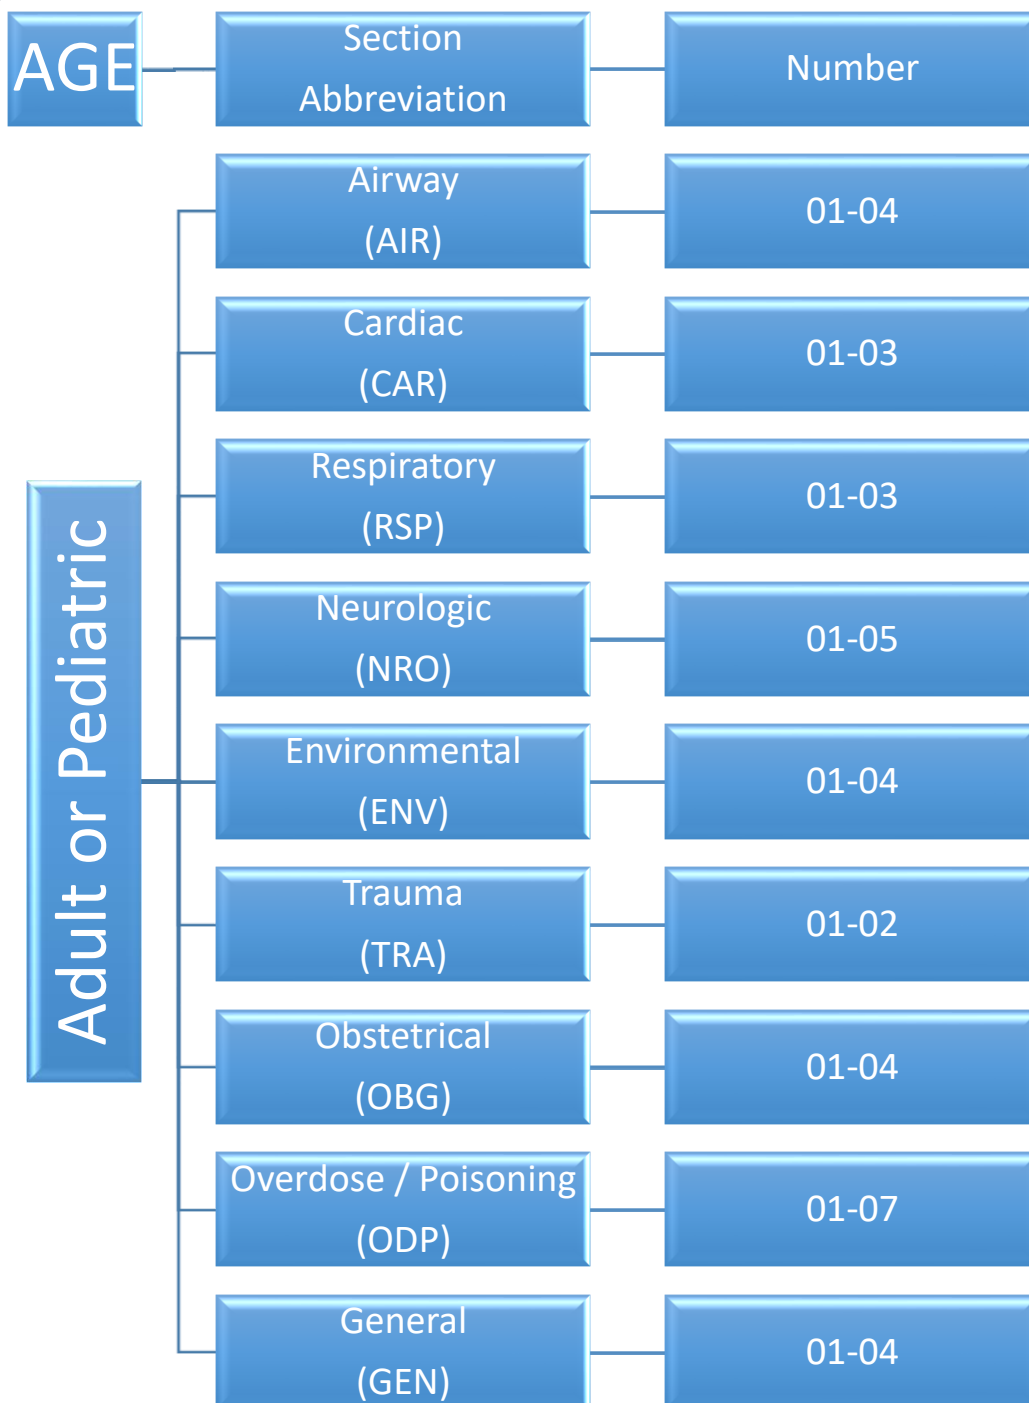 AGE
Section
Abbreviation
Number
Airway
(AIR)
01-04
Cardiac
(CAR)
01-03
Respiratory
(RSP)
01-03
Neurologic
(NRO)
01-05
Adult or Pediatric
Environmental
(ENV)
01-04
Trauma
(TRA)
01-02
Obstetrical
(OBG)
01-04
Overdose / Poisoning
(ODP)
01-07
General
(GEN)
01-04